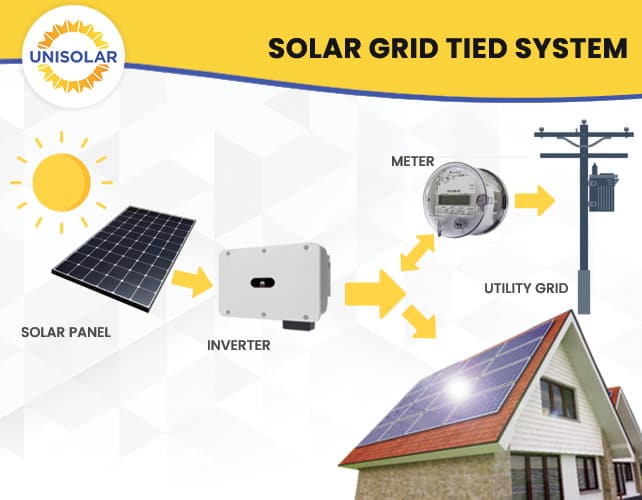 UNISOLAR
SOLAR GRID TIED SYSTEM
METER
UTILITY GRID
SOLAR PANEL
INVERTER